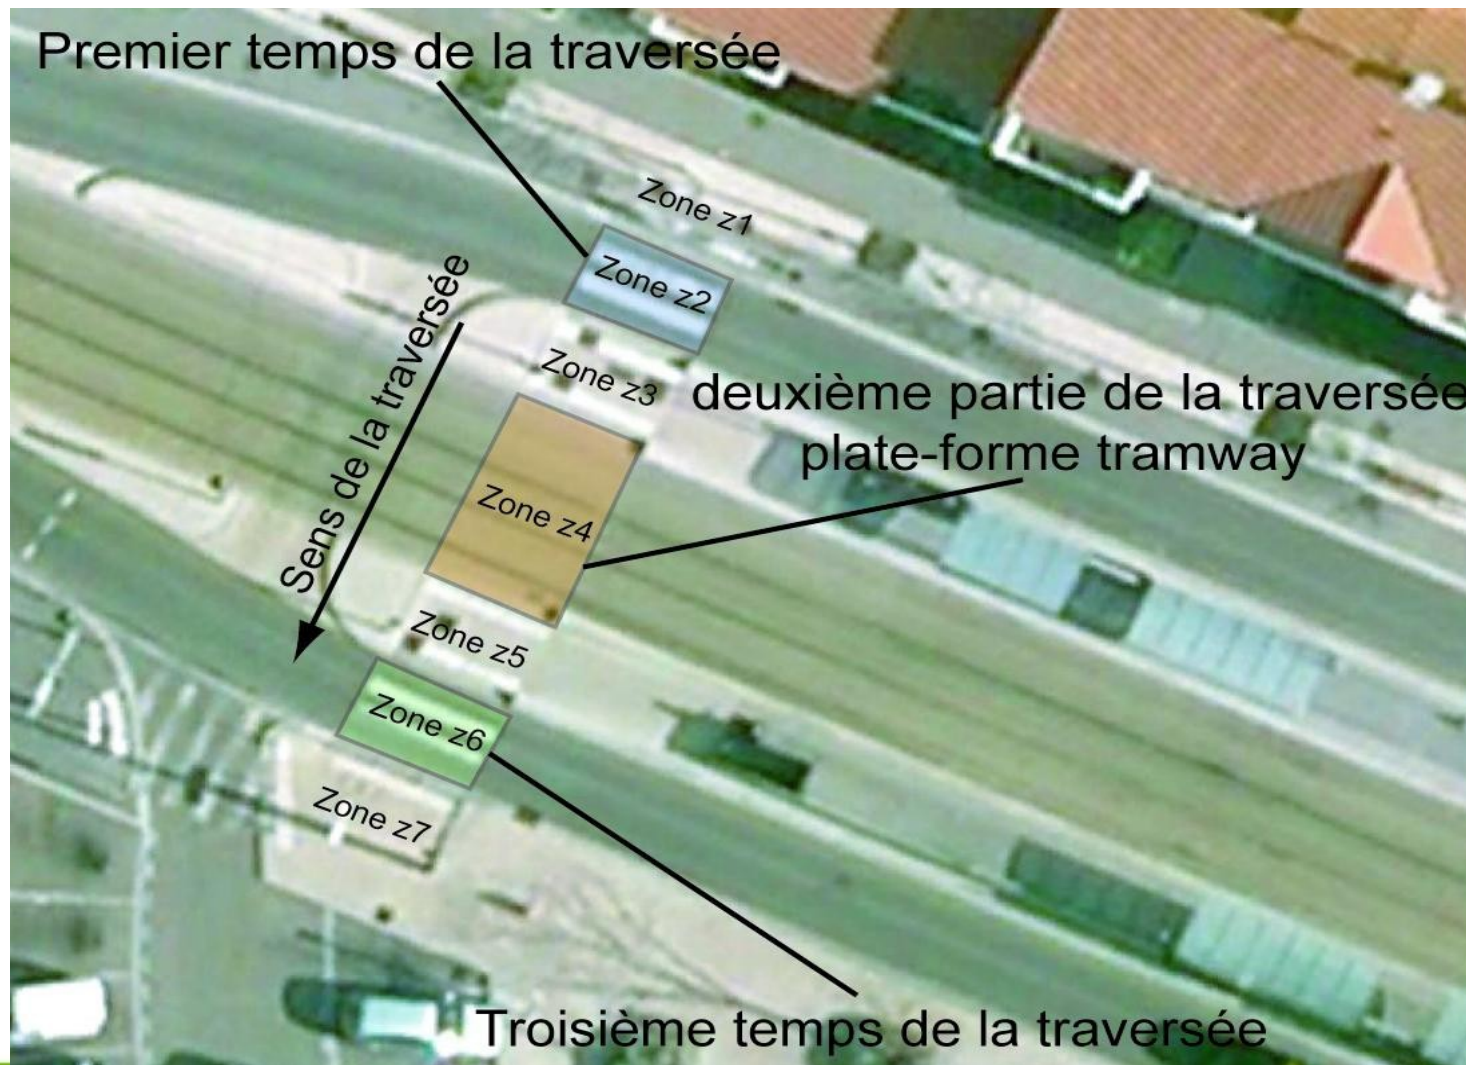 Premier temps de la traversée
Zone z1
Zone z2
Sens de la traversée
Zone z3
deuxième partie de la traversée
plate-forme tramway
Zone z4
Zone z5
Zone z6
Zone z7
Troisième temps de la traversée